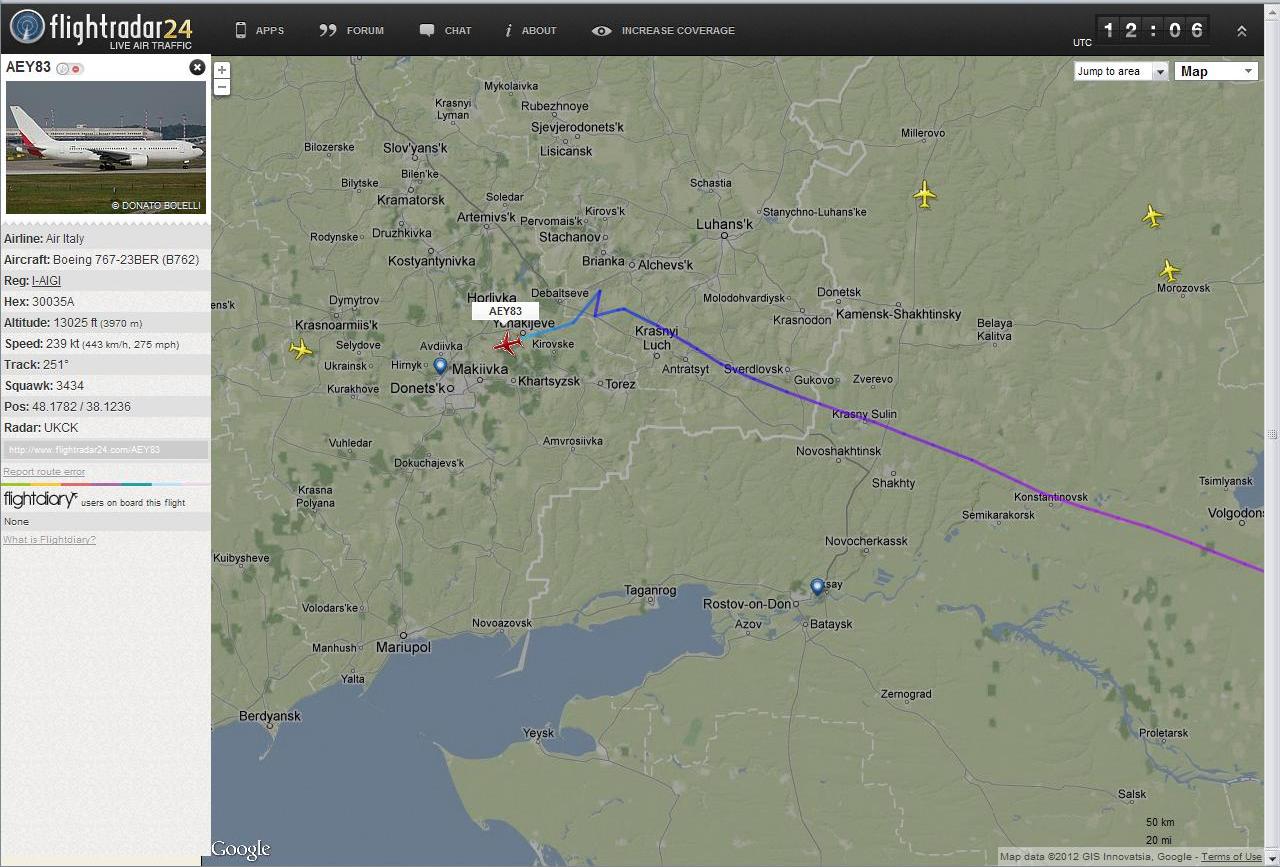 flightradar24
LIVE AIR TRAFFIC
APPS
FORUM
CHAT
ABOUT
INCREASE COVERAGE
UTC
12:06
AEY83
© DONATO BOLELLI
Airline: Air Italy
Aircraft: Boeing 767-23BER (B762)
Reg: I-AIGI
Hex: 30035A
Altitude: 13025 ft (3970 m)
Speed: 239 kt (443 km/h, 275 mph)
Track: 251°
Squawk: 3434
Pos: 48.1782 / 38.1236
Radar: UKCK
http://www.flightradar24.com/AEY83
Report route error
flightdiary users on board this flight
None
What is Flightdiary?
+
−
Jump to area
Map
Mykolaivka
Krasnyi
Lyman
Rubezhnoye
Sjevjerodonets'k
Lisicansk
Millerovo
Bilozerske
Slov'yans'k
Bilen'ke
Bilytske
Kramatorsk
Soledar
Schastia
Artemivs'k
Pervomais'k
Kirovs'k
Stanychno-Luhans'ke
Luhans'k
Rodynske
Druzhkivka
Stachanov
Kostyantynivka
Brianka
Alchevs'k
Morozovsk
ens'k
Dymytrov
Horlivka
Debaltseve
Molodohvardiysk
Donetsk
AEY83
Kamensk-Shakhtinsky
Krasnoarmiis'k
Yenakijeve
Krasnodon
Belaya
Kalitva
Selydove
Avdiivka
Kirovske
Krasnyi
Luch
Ukrainsk
Hirnyk
Makiivka
Antratsyt
Sverdlovsk
Kurakhove
Donets'k
Khartsyzsk
Torez
Gukovo
Zverevo
Krasny Sulin
Vuhledar
Amvrosiivka
Novoshakhtinsk
Dokuchajevs'k
Shakhty
Tsimlyansk
Krasna
Polyana
Konstantinovsk
Semikarakorsk
Volgodons
Kuibysheve
Novocherkassk
Taganrog
say
Rostov-on-Don
Volodars'ke
Novoazovsk
Azov
Bataysk
Manhush
Mariupol
Yalta
Zernograd
Berdyansk
Yeysk
Proletarsk
Salsk
50 km
20 mi
Google
Map data ©2012 GIS Innovatsia, Google - Terms of Use